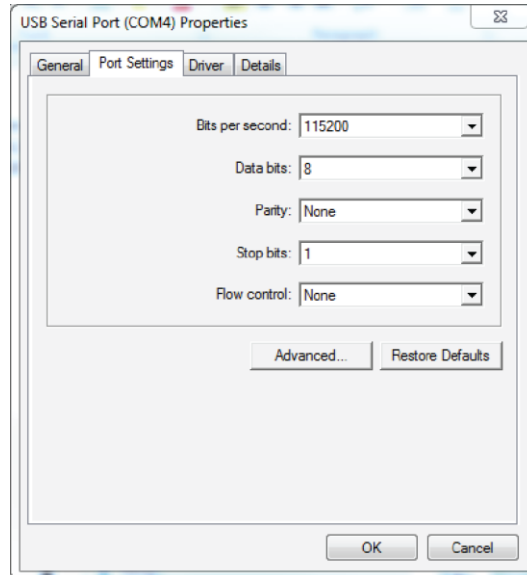 USB Serial Port (COM4) Properties
General Port Settings Driver Details
Bits per second: 115200
Data bits: 8
Parity: None
Stop bits: 1
Flow control: None
Advanced... Restore Defaults
OK Cancel